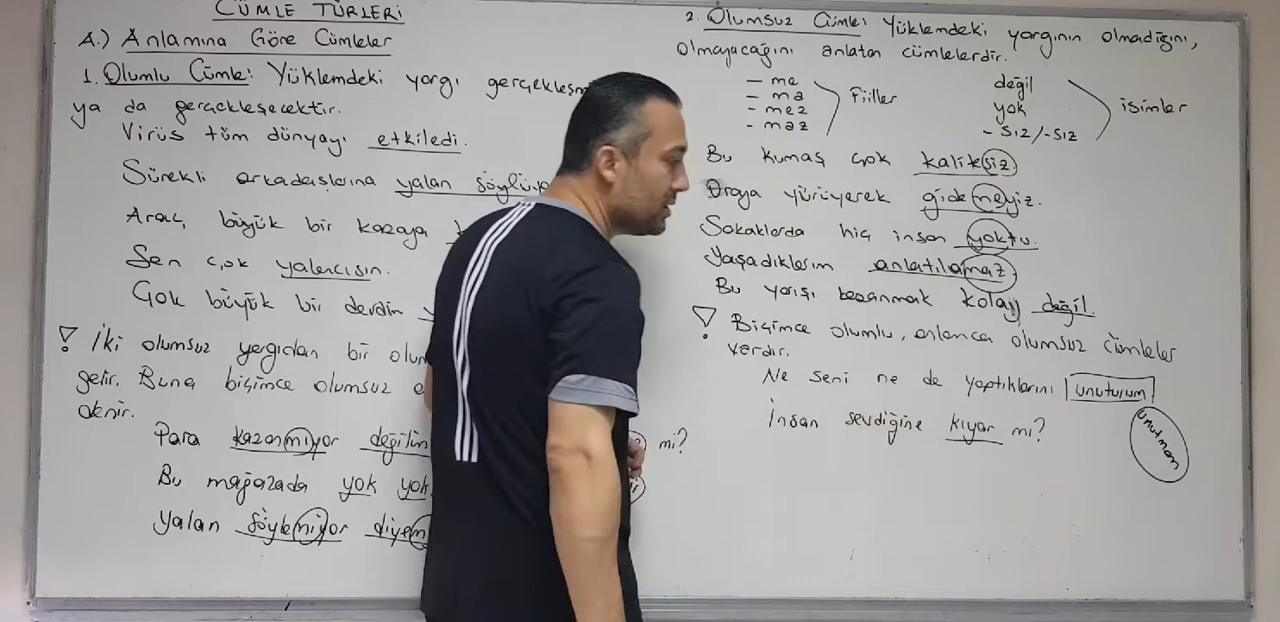 CÜMLE TÜRLERİ
A.) Anlamına Göre Cümleler
1. Olumlu Cümle: Yüklemdeki yargı gerçekleşmi
ya da gerçekleşecektir.
Virüs tüm dünyayı etkiledi.
Sürekli arkadaşlarına yalan söylüyo
Araç, büyük bir kazaya
Sen çok yalancısın.
Çok büyük bir derdim
! İki olumsuz yargıdan bir olum
getir. Buna biçimce olumsuz
denir.
Para kazanmıyor değilim
mi?
Bu mağazada yok yok
Yalan söylemiyor diyem
2. Olumsuz Cümle: Yüklemdeki yargının olmadığını,
olmayacağını anlatan cümlelerdir.
- me
- ma
- mez
- maz
Fiiller
değil
yok
- sız/-siz
isimler
Bu kumaş çok kalitesiz
Oraya yürüyerek gidemeyiz.
Sokaklarda hiç insan yoktu.
Yaşadıklarım anlatılamaz.
Bu yarışı kazanmak kolay değil.
! Biçimce olumlu, anlamca olumsuz cümleler
vardır.
Ne seni ne de yaptıklarını unuturum
unutmam
İnsan sevdiğine kıyar mı?